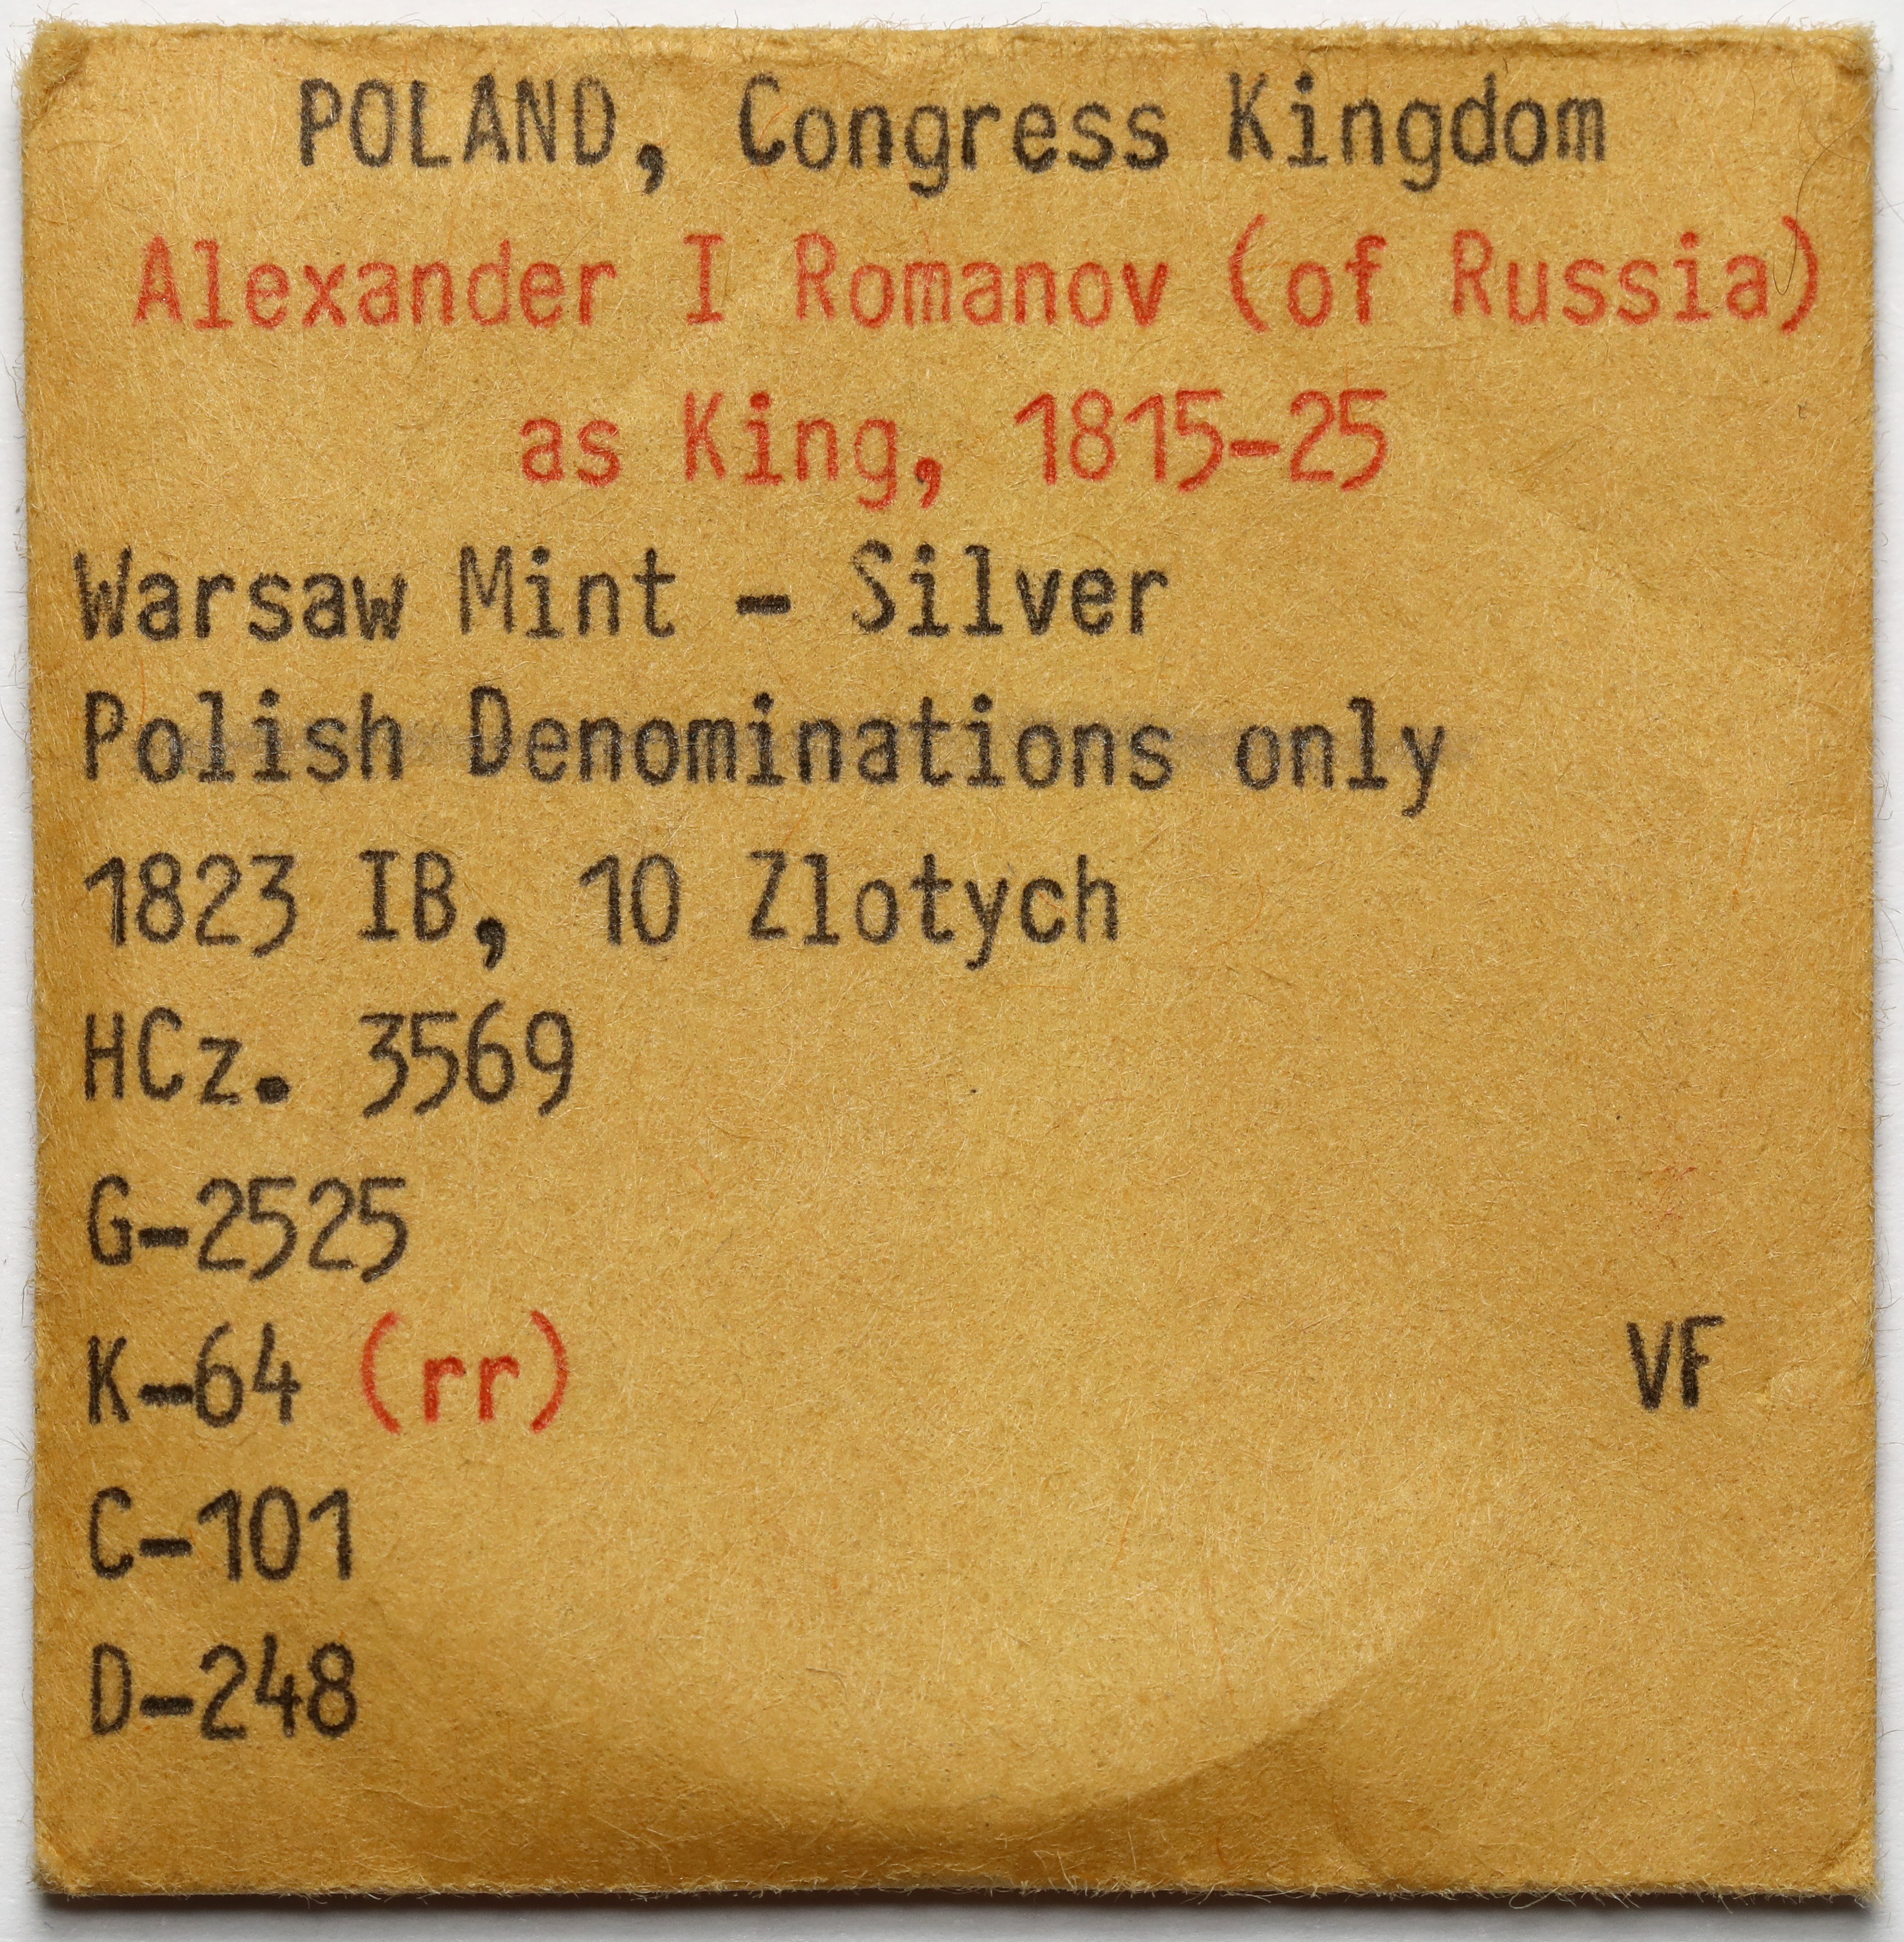 POLAND, Congress Kingdom
Alexander I Romanov (of Russia)
as King, 1815-25
Warsaw Mint - Silver
Polish Denominations only
1823 IB, 10 Zlotych
HCz. 3569
G-2525
K-64 (rr) VF
C-101
D-248